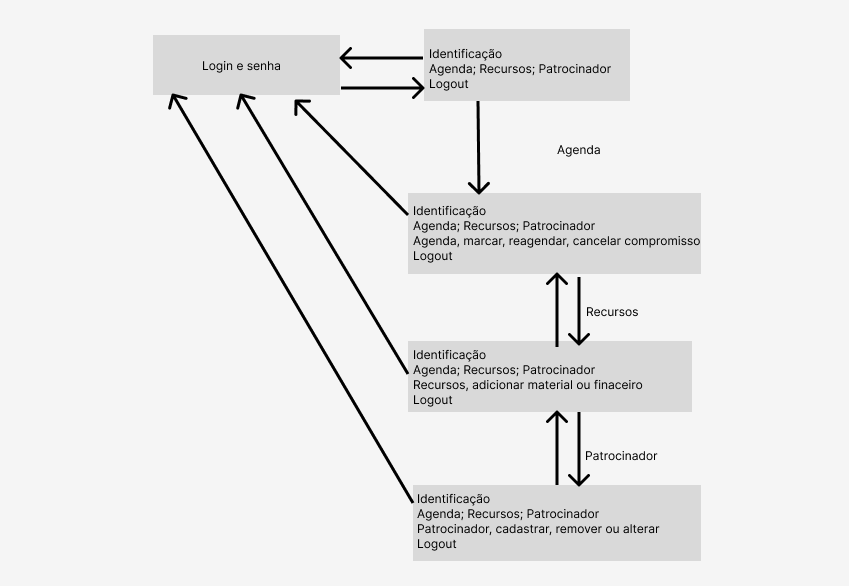 Login e senha
Identificação
Agenda; Recursos; Patrocinador
Logout
Agenda
Identificação
Agenda; Recursos; Patrocinador
Agenda, marcar, reagendar, cancelar compromisso
Logout
Recursos
Identificação
Agenda; Recursos; Patrocinador
Recursos, adicionar material ou finaceiro
Logout
Patrocinador
Identificação
Agenda; Recursos; Patrocinador
Patrocinador, cadastrar, remover ou alterar
Logout